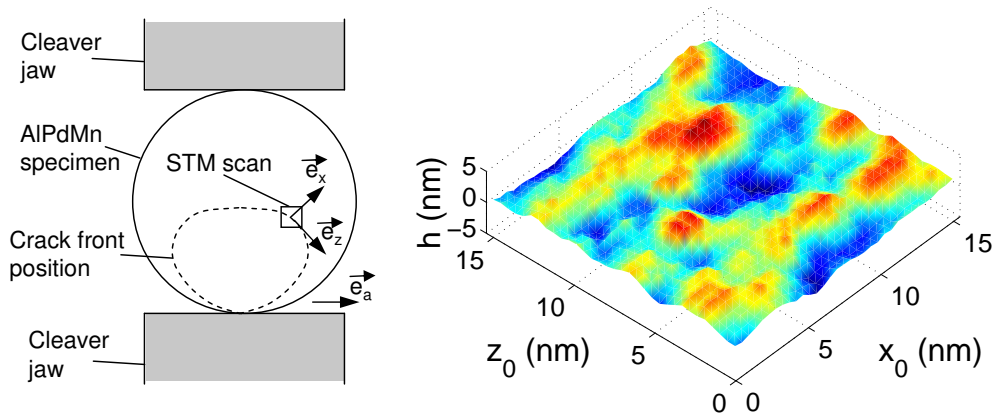 Cleaver
jaw
AlPdMn
specimen
STM scan
e_x
e_z
Crack front
position
e_a
Cleaver
jaw
h (nm)
5
0
−5
15
10
5
0
z_0 (nm)
0
5
10
15
x_0 (nm)